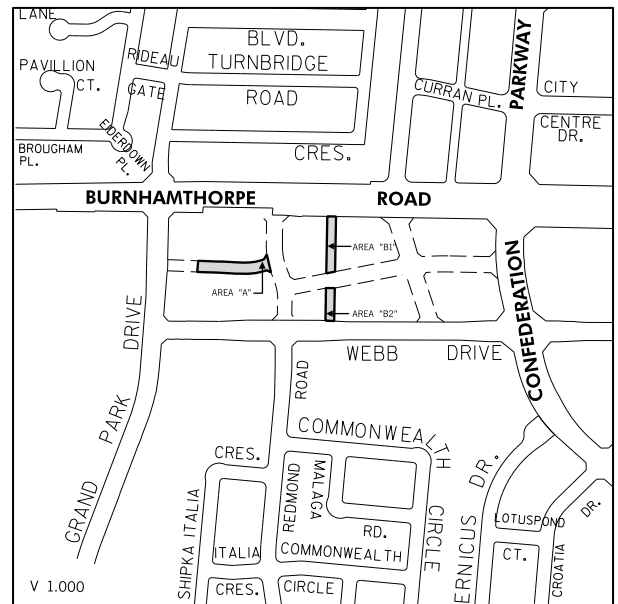 LANE
BLVD.
RIDEAU
TURNBRIDGE
PARKWAY
PAVILLION
CT.
GATE
ROAD
CURRAN PL.
CITY
CENTRE
DR.
EIDERDOWN
PL.
BROUGHAM
PL.
CRES.
BURNHAMTHORPE ROAD
AREA "B1"
AREA "A"
AREA "B2"
CONFEDERATION
GRAND PARK DRIVE
WEBB DRIVE
ROAD
COMMONWEALTH
CRES.
REDMOND
MALAGA
RD.
CIRCLE
DR.
ERNICUS
LOTUSPOND
DR.
SHIPKA ITALIA
ITALIA
COMMONWEALTH
CT.
CROATIA
CRES.
CIRCLE
V 1.000